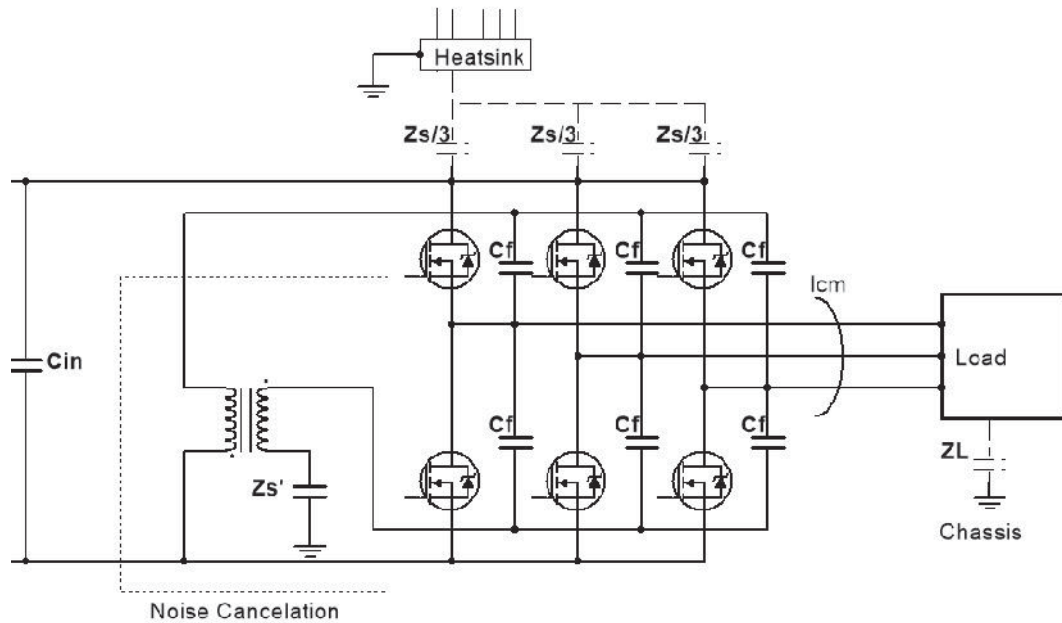 Heatsink
Zs/3 Zs/3 Zs/3
Cf Cf Cf
Icm
Cin
Load
Cf Cf Cf
ZL
Zs'
Chassis
Noise Cancelation